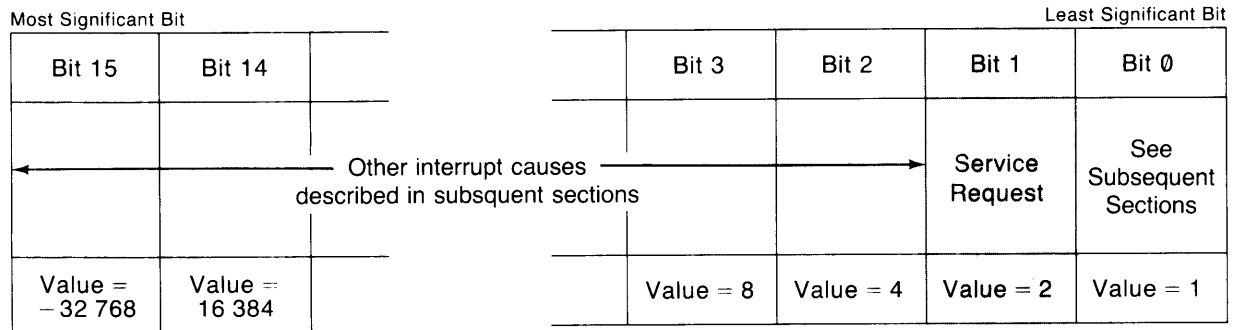 Most Significant Bit
Least Significant Bit
Bit 15
Bit 14
Bit 3
Bit 2
Bit 1
Bit 0
Other interrupt causes
described in subsquent sections
Service
Request
See
Subsequent
Sections
Value =
-32 768
Value =
16 384
Value = 8
Value = 4
Value = 2
Value = 1